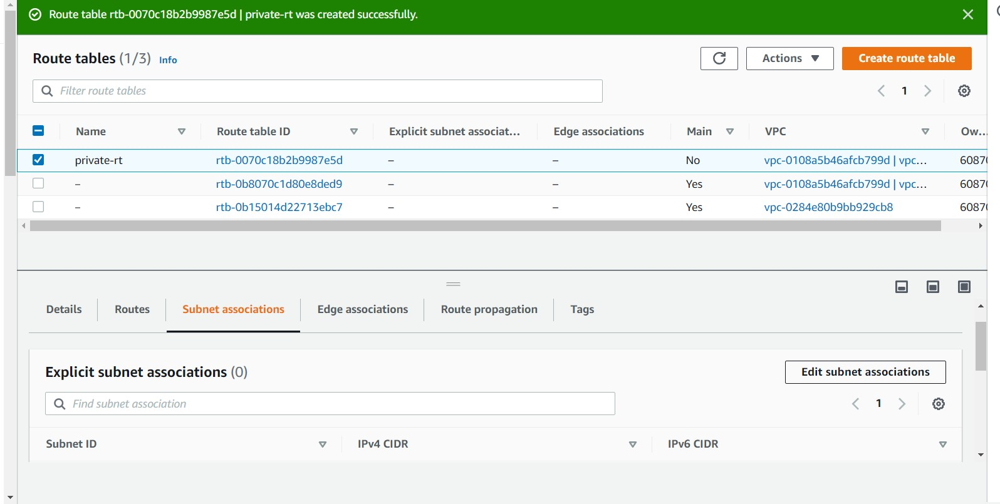 Route table rtb-0070c18b2b9987e5d | private-rt was created successfully.
Route tables (1/3) Info
Actions
Create route table
Filter route tables
1
Name Route table ID Explicit subnet associat... Edge associations Main VPC Ow...
private-rt rtb-0070c18b2b9987e5d – – No vpc-0108a5b46afcb799d | vpc... 6087
– rtb-0b8070c1d80e8ded9 – – Yes vpc-0108a5b46afcb799d | vpc... 6087
– rtb-0b15014d22713ebc7 – – Yes vpc-0284e80b9bb929cb8 6087
Details Routes Subnet associations Edge associations Route propagation Tags
Explicit subnet associations (0)
Edit subnet associations
Find subnet association
1
Subnet ID IPv4 CIDR IPv6 CIDR